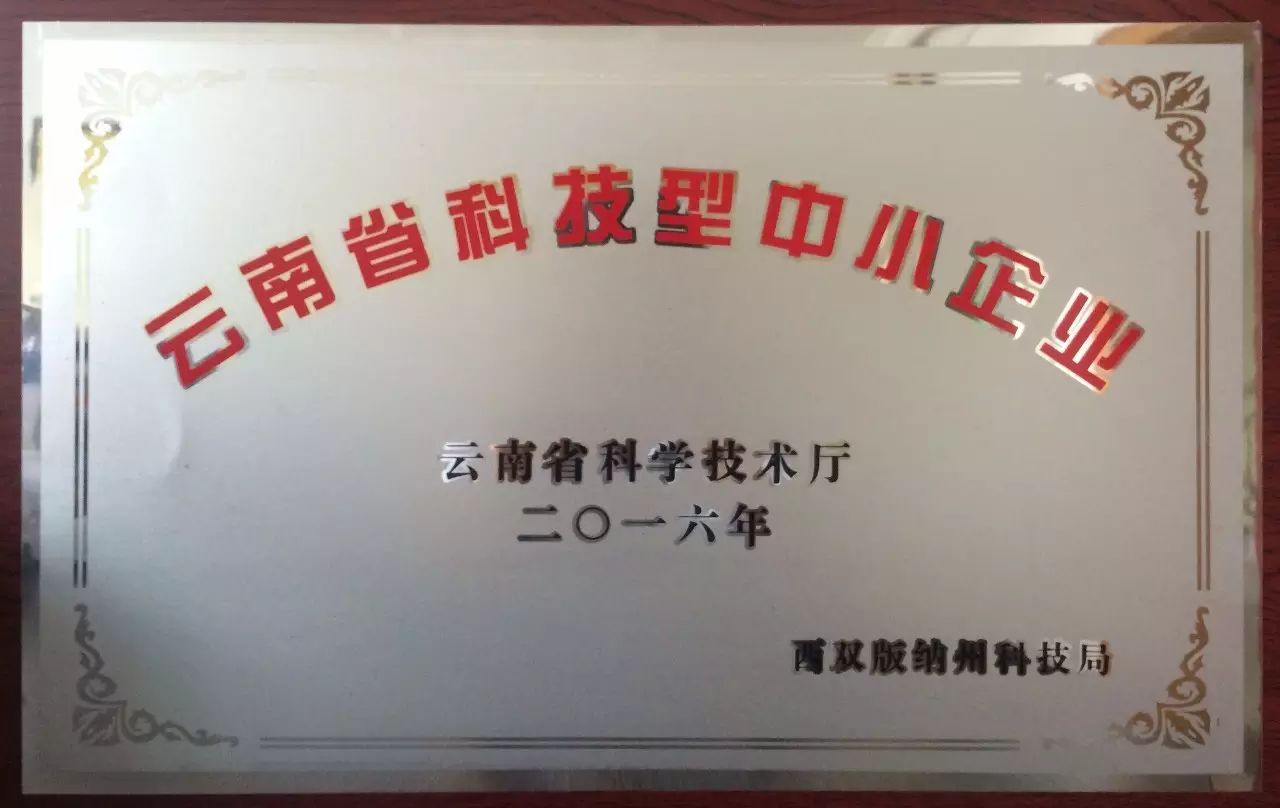 云南省科技型中小企业
云南省科学技术厅
二〇一六年
西双版纳州科技局